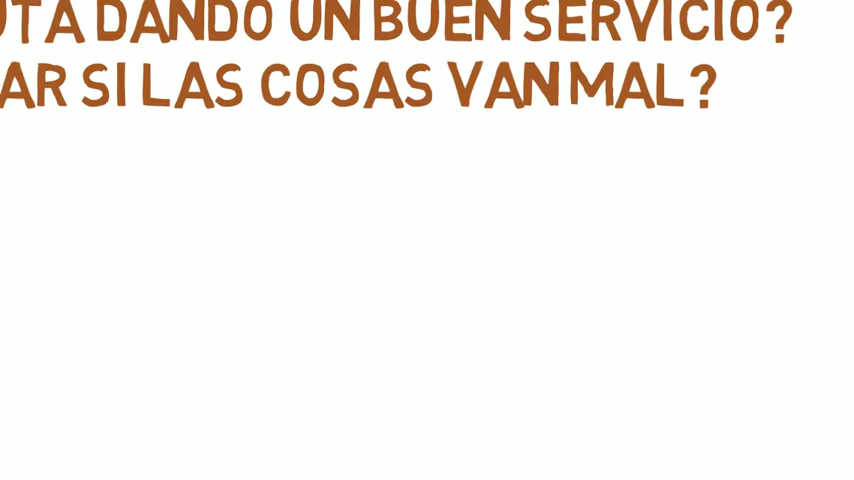 UTA DANDO UN BUEN SERVICIO?
AR SI LAS COSAS VAN MAL?